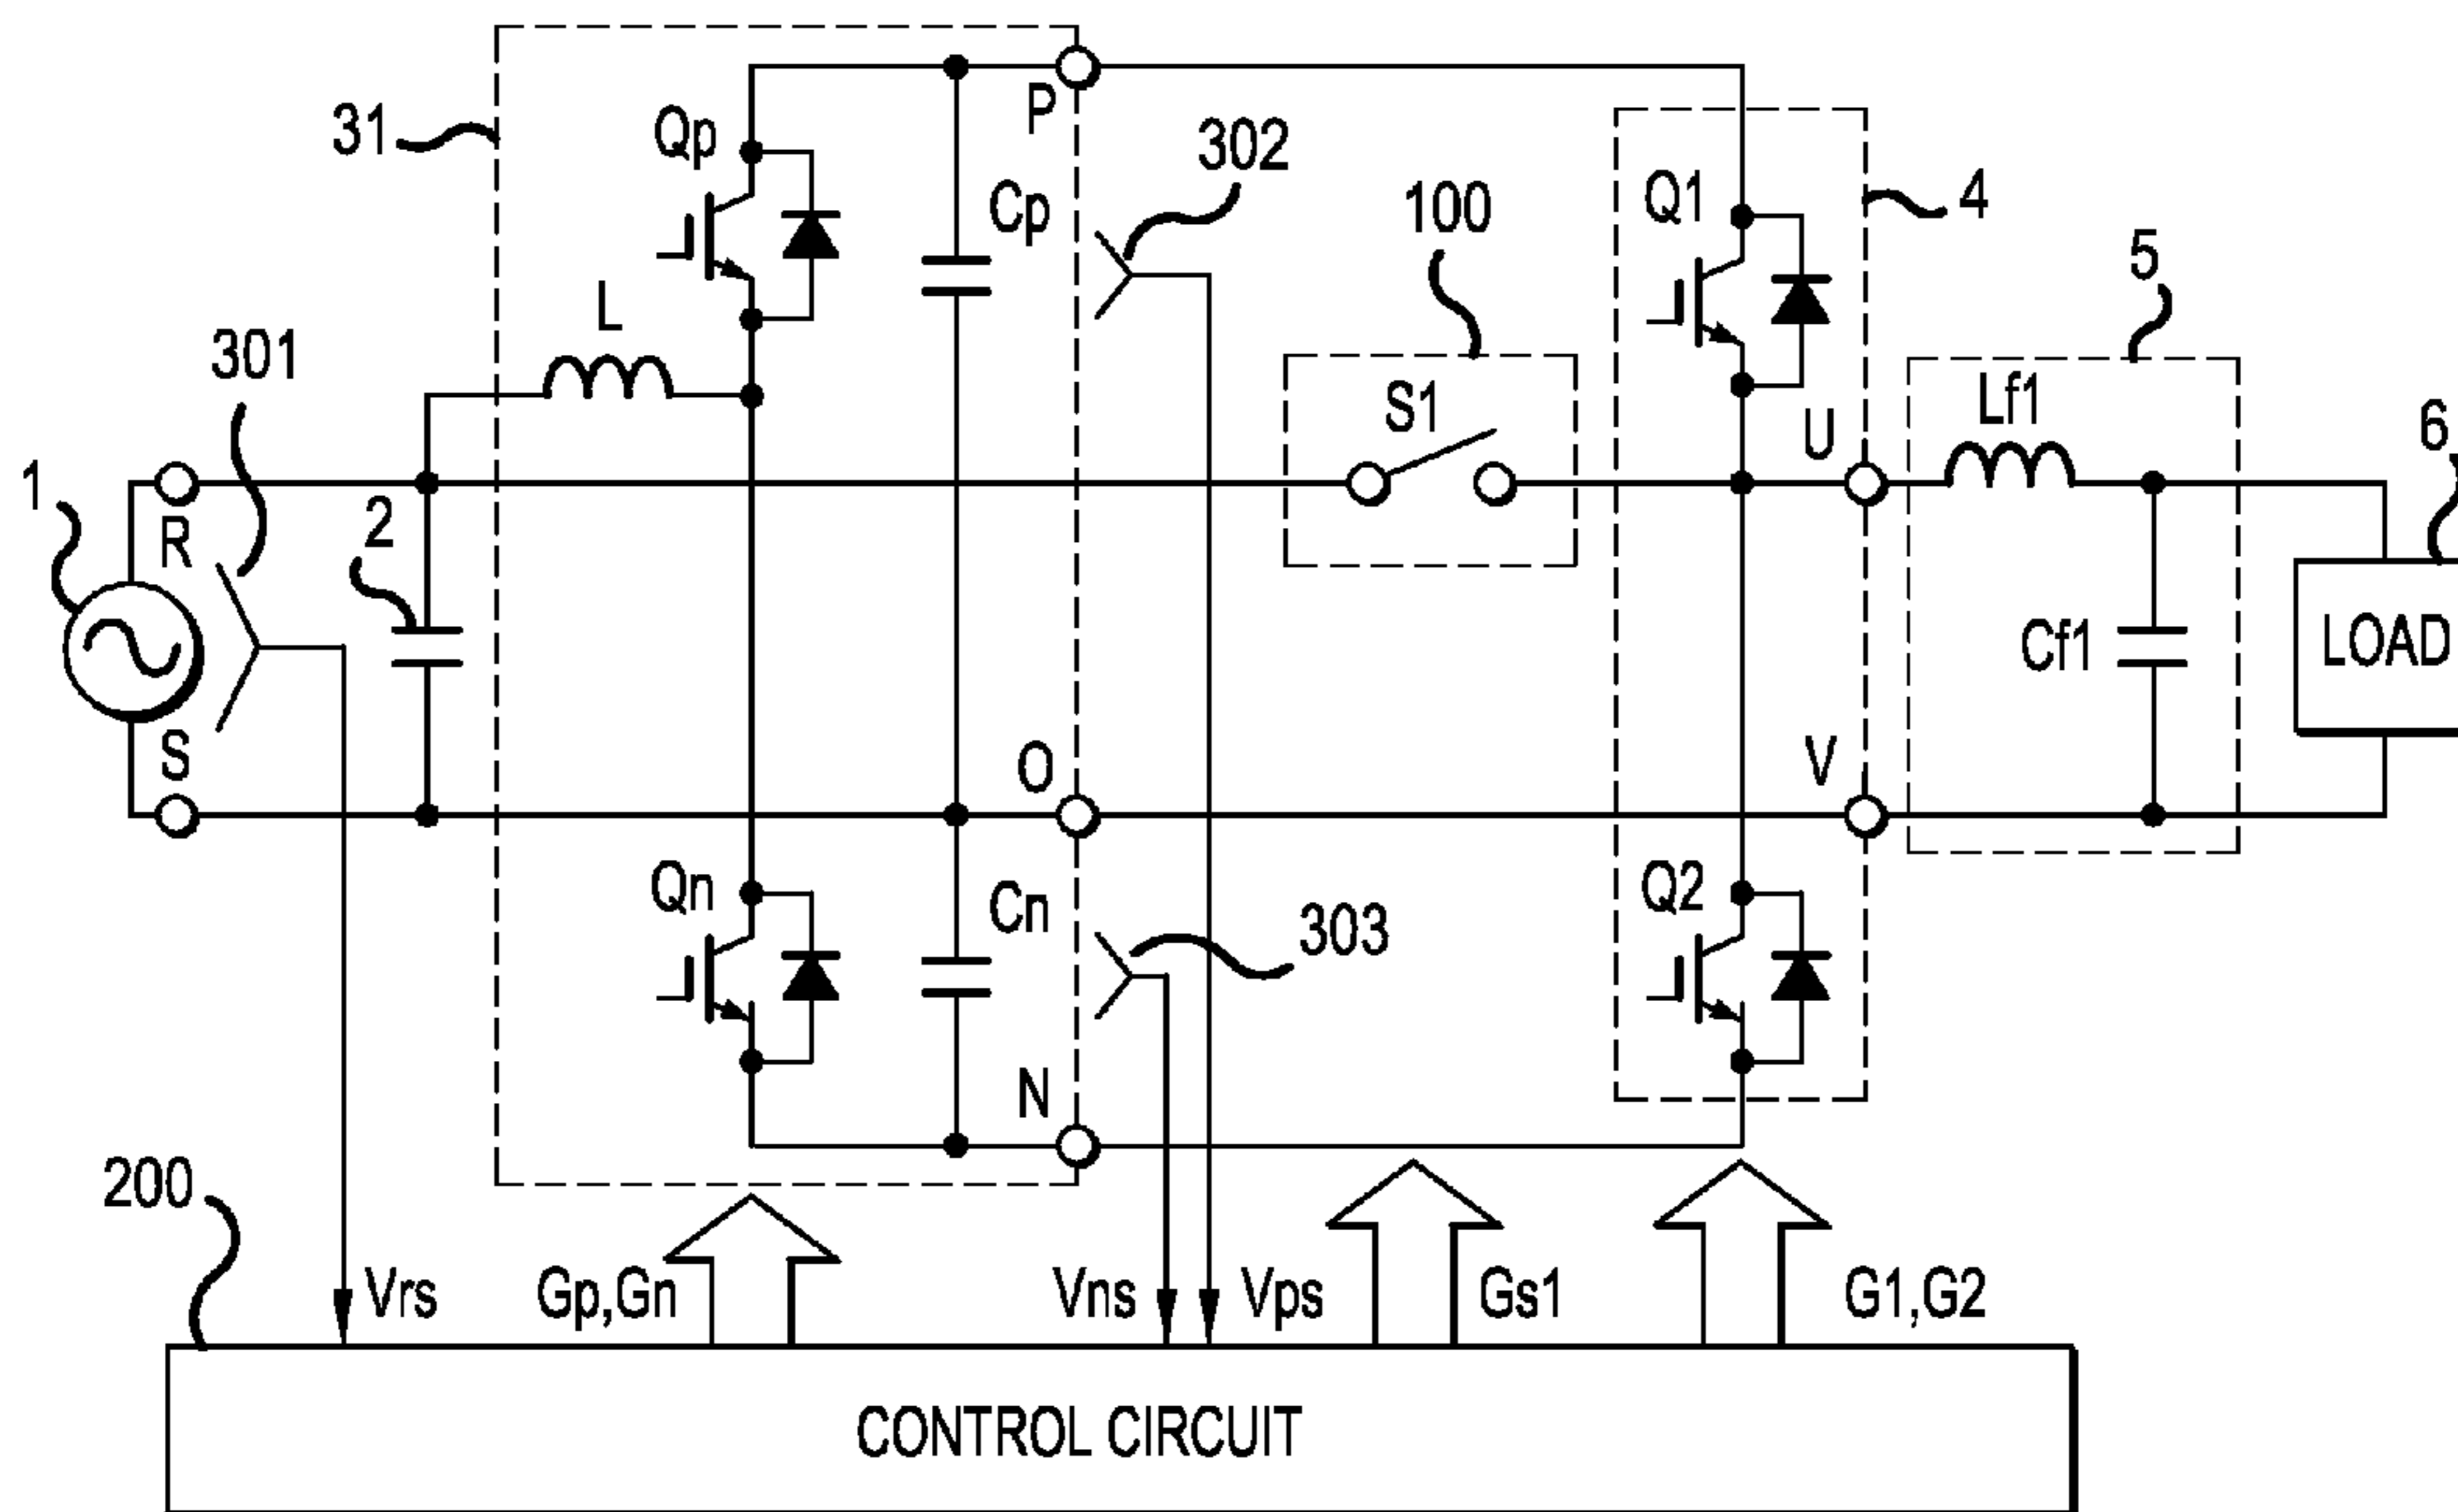 31
Qp
P
302
Cp
100
Q1
4
5
L
301
S1
Lf1
U
6
1
R
2
LOAD
Cf1
S
O
V
Qn
Cn
303
Q2
N
200
Vrs
Gp,Gn
Vns
Vps
Gs1
G1,G2
CONTROL CIRCUIT